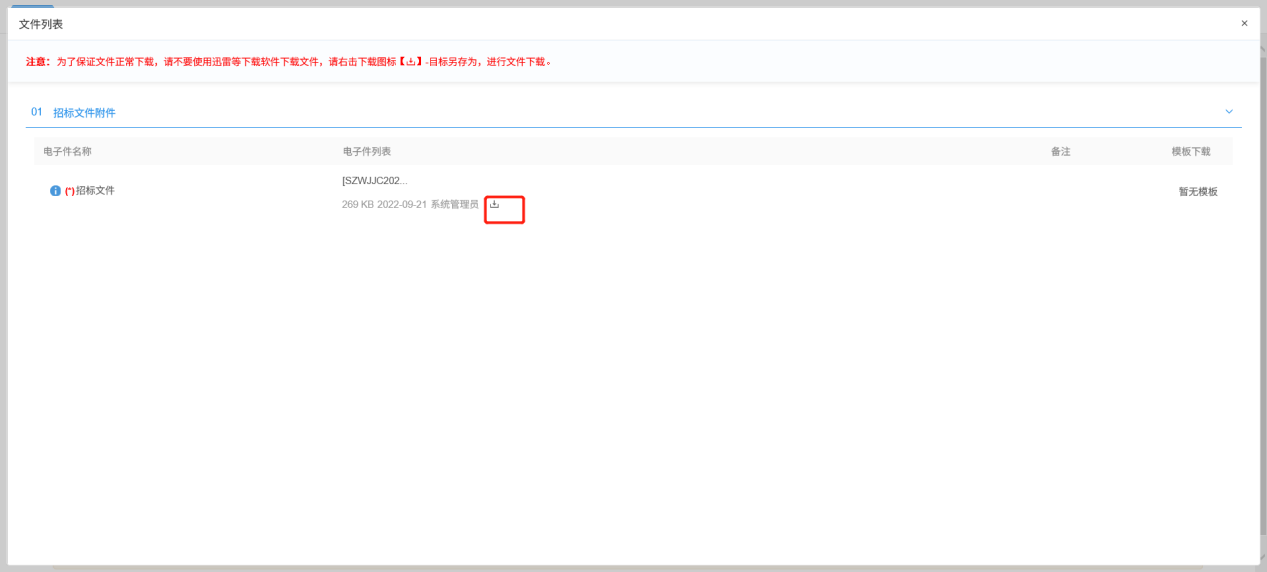 文件列表
×
注意：为了保证文件正常下载，请不要使用迅雷等下载软件下载文件，请右击下载图标【】-目标另存为，进行文件下载。
01 招标文件附件
电子件名称 电子件列表 备注 模板下载
(*)招标文件 [SZWJJC202... 暂无模板
269 KB 2022-09-21 系统管理员